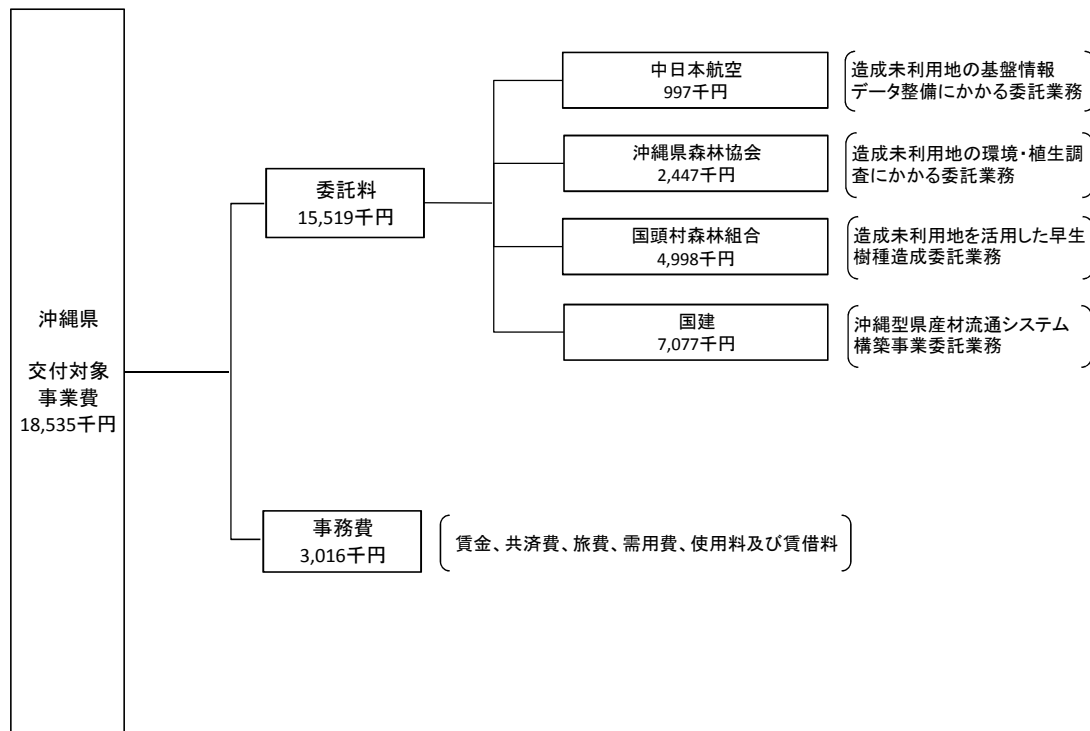 沖縄県
交付対象
事業費
18,535千円
委託料
15,519千円
中日本航空
997千円
造成未利用地の基盤情報
データ整備にかかる委託業務
沖縄県森林協会
2,447千円
造成未利用地の環境・植生調
査にかかる委託業務
国頭村森林組合
4,998千円
造成未利用地を活用した早生
樹種造成委託業務
国建
7,077千円
沖縄型県産材流通システム
構築事業委託業務
事務費
3,016千円
賃金、共済費、旅費、需用費、使用料及び賃借料